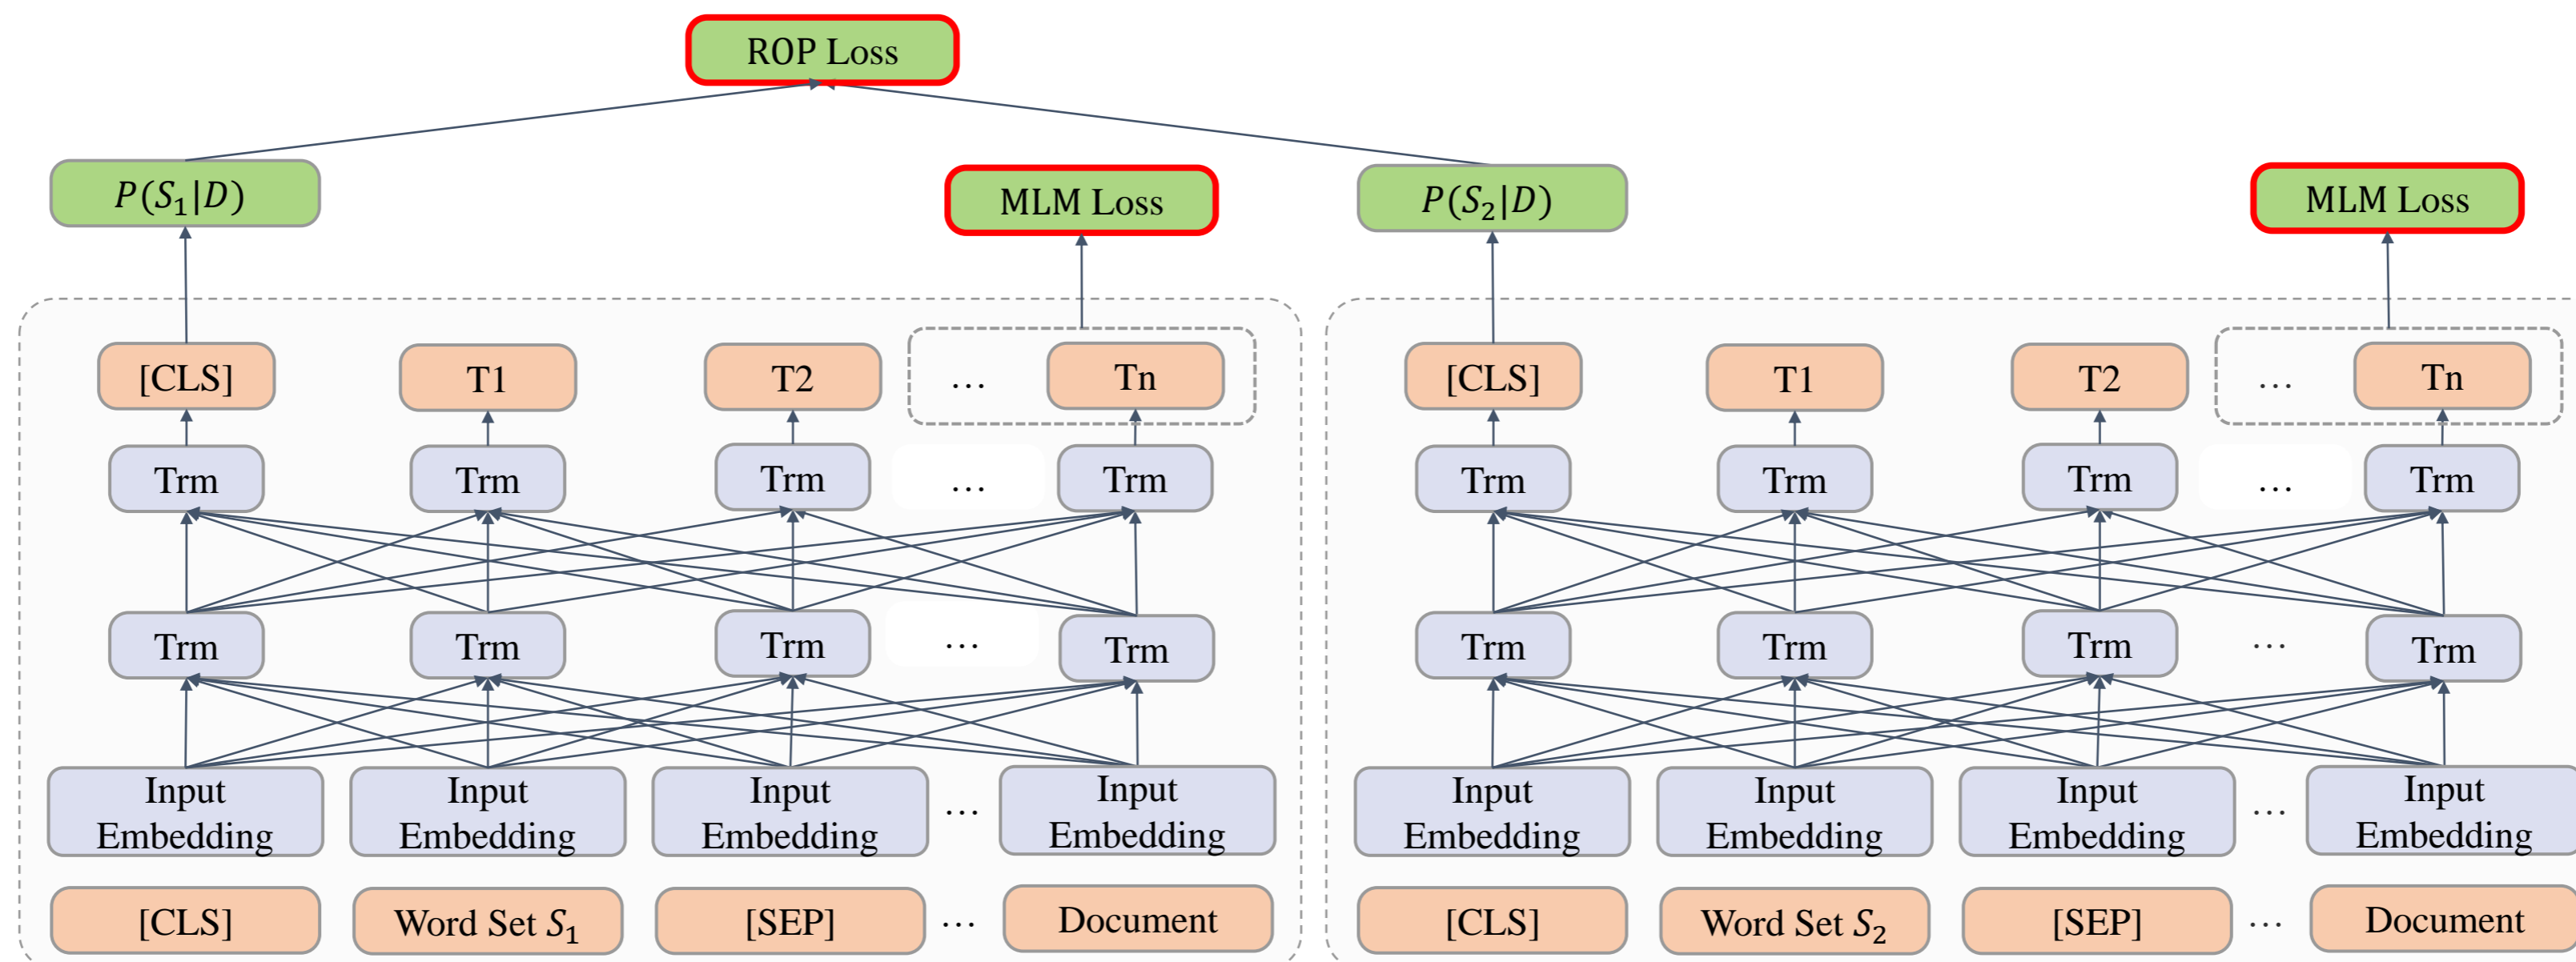 ROP Loss
P(S₁|D)
MLM Loss
P(S₂|D)
MLM Loss
[CLS] T1 T2 … Tn
Trm Trm Trm … Trm
Trm Trm Trm … Trm
Input Embedding
Input Embedding
Input Embedding
…
Input Embedding
[CLS] Word Set S₁ [SEP] … Document
[CLS] T1 T2 … Tn
Trm Trm Trm … Trm
Trm Trm Trm … Trm
Input Embedding
Input Embedding
Input Embedding
…
Input Embedding
[CLS] Word Set S₂ [SEP] … Document